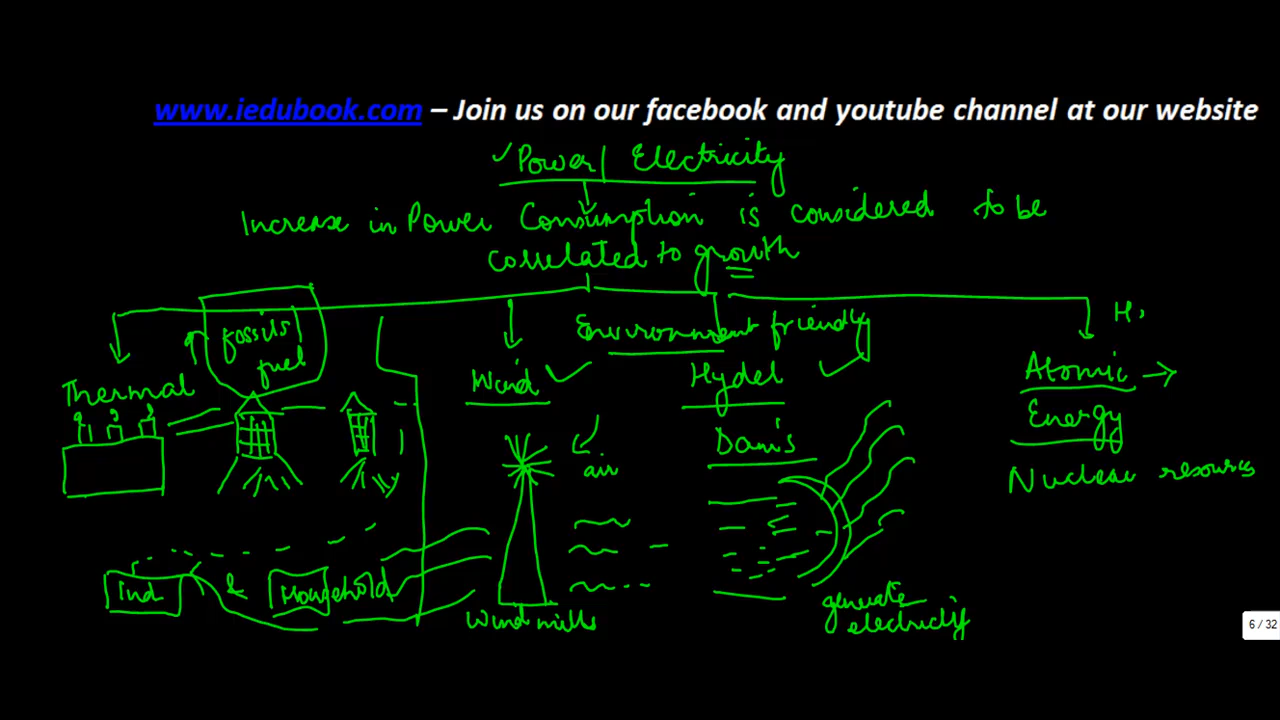 www.iedubook.com – Join us on our facebook and youtube channel at our website
Power/ Electricity
Increase in Power Consumption is considered to be
correlated to growth
Thermal
fossils
fuel
Environment friendly
Wind
Hydel
H.
Atomic
Energy
Nuclear resources
Dams
air
Ind & Household
Wind mills
generate
electricity
6 / 32